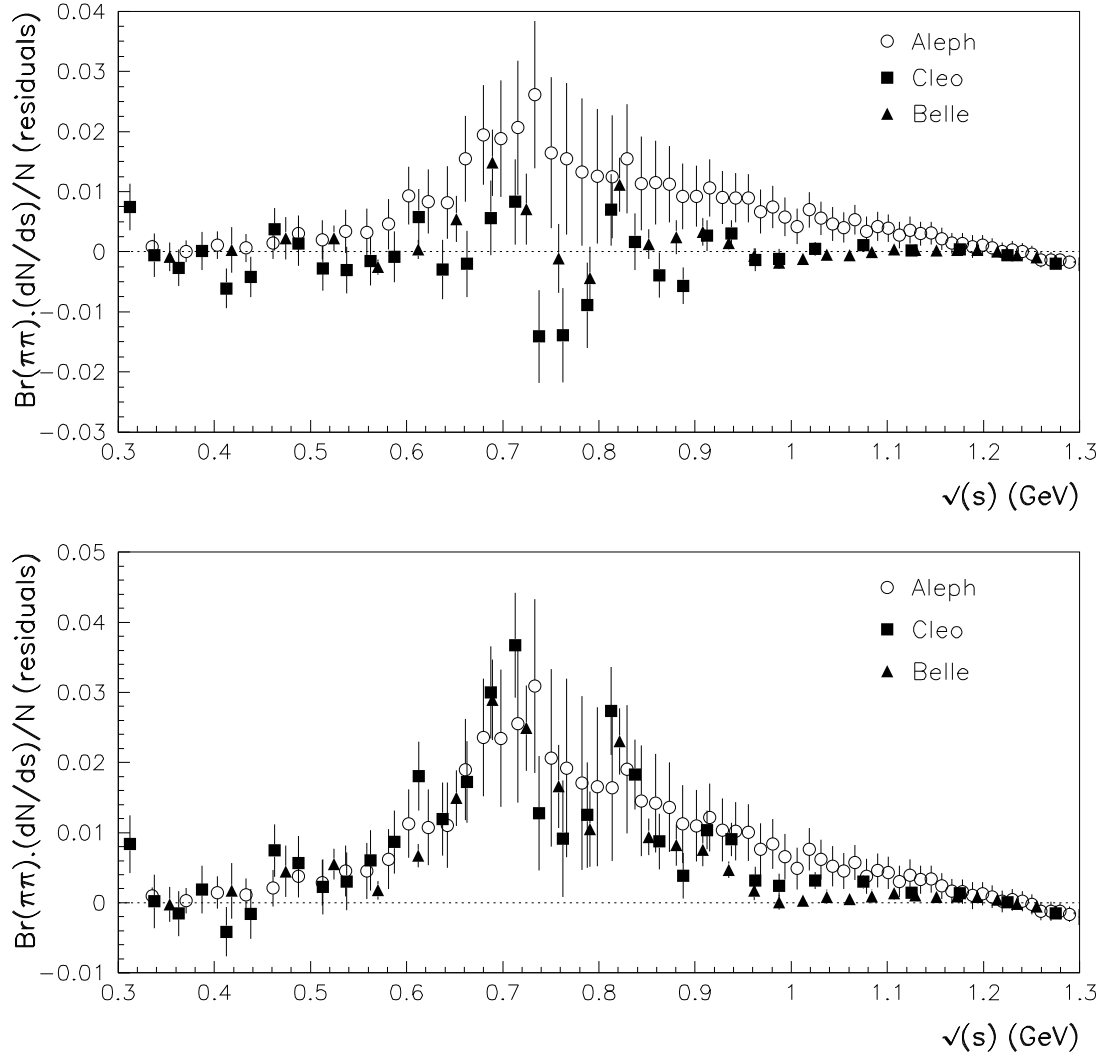 Br(ππ).(dN/ds)/N (residuals)
0.04
0.03
0.02
0.01
0
−0.01
−0.02
−0.03
Aleph
Cleo
Belle
0.3 0.4 0.5 0.6 0.7 0.8 0.9 1 1.1 1.2 1.3
√(s) (GeV)
Br(ππ).(dN/ds)/N (residuals)
0.05
0.04
0.03
0.02
0.01
0
−0.01
Aleph
Cleo
Belle
0.3 0.4 0.5 0.6 0.7 0.8 0.9 1 1.1 1.2 1.3
√(s) (GeV)